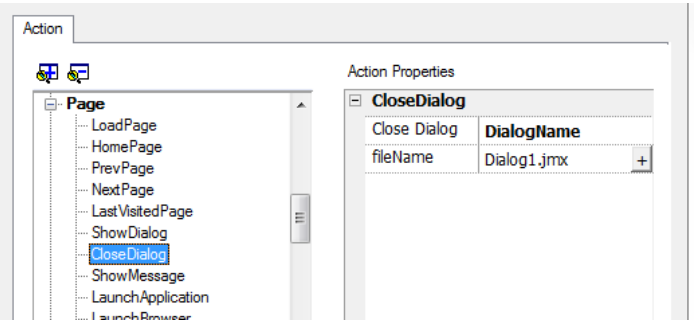 Action
Page
LoadPage
HomePage
PrevPage
NextPage
LastVisitedPage
ShowDialog
CloseDialog
ShowMessage
LaunchApplication
LaunchBrowser
Action Properties
CloseDialog
Close Dialog DialogName
fileName Dialog1.jmx +